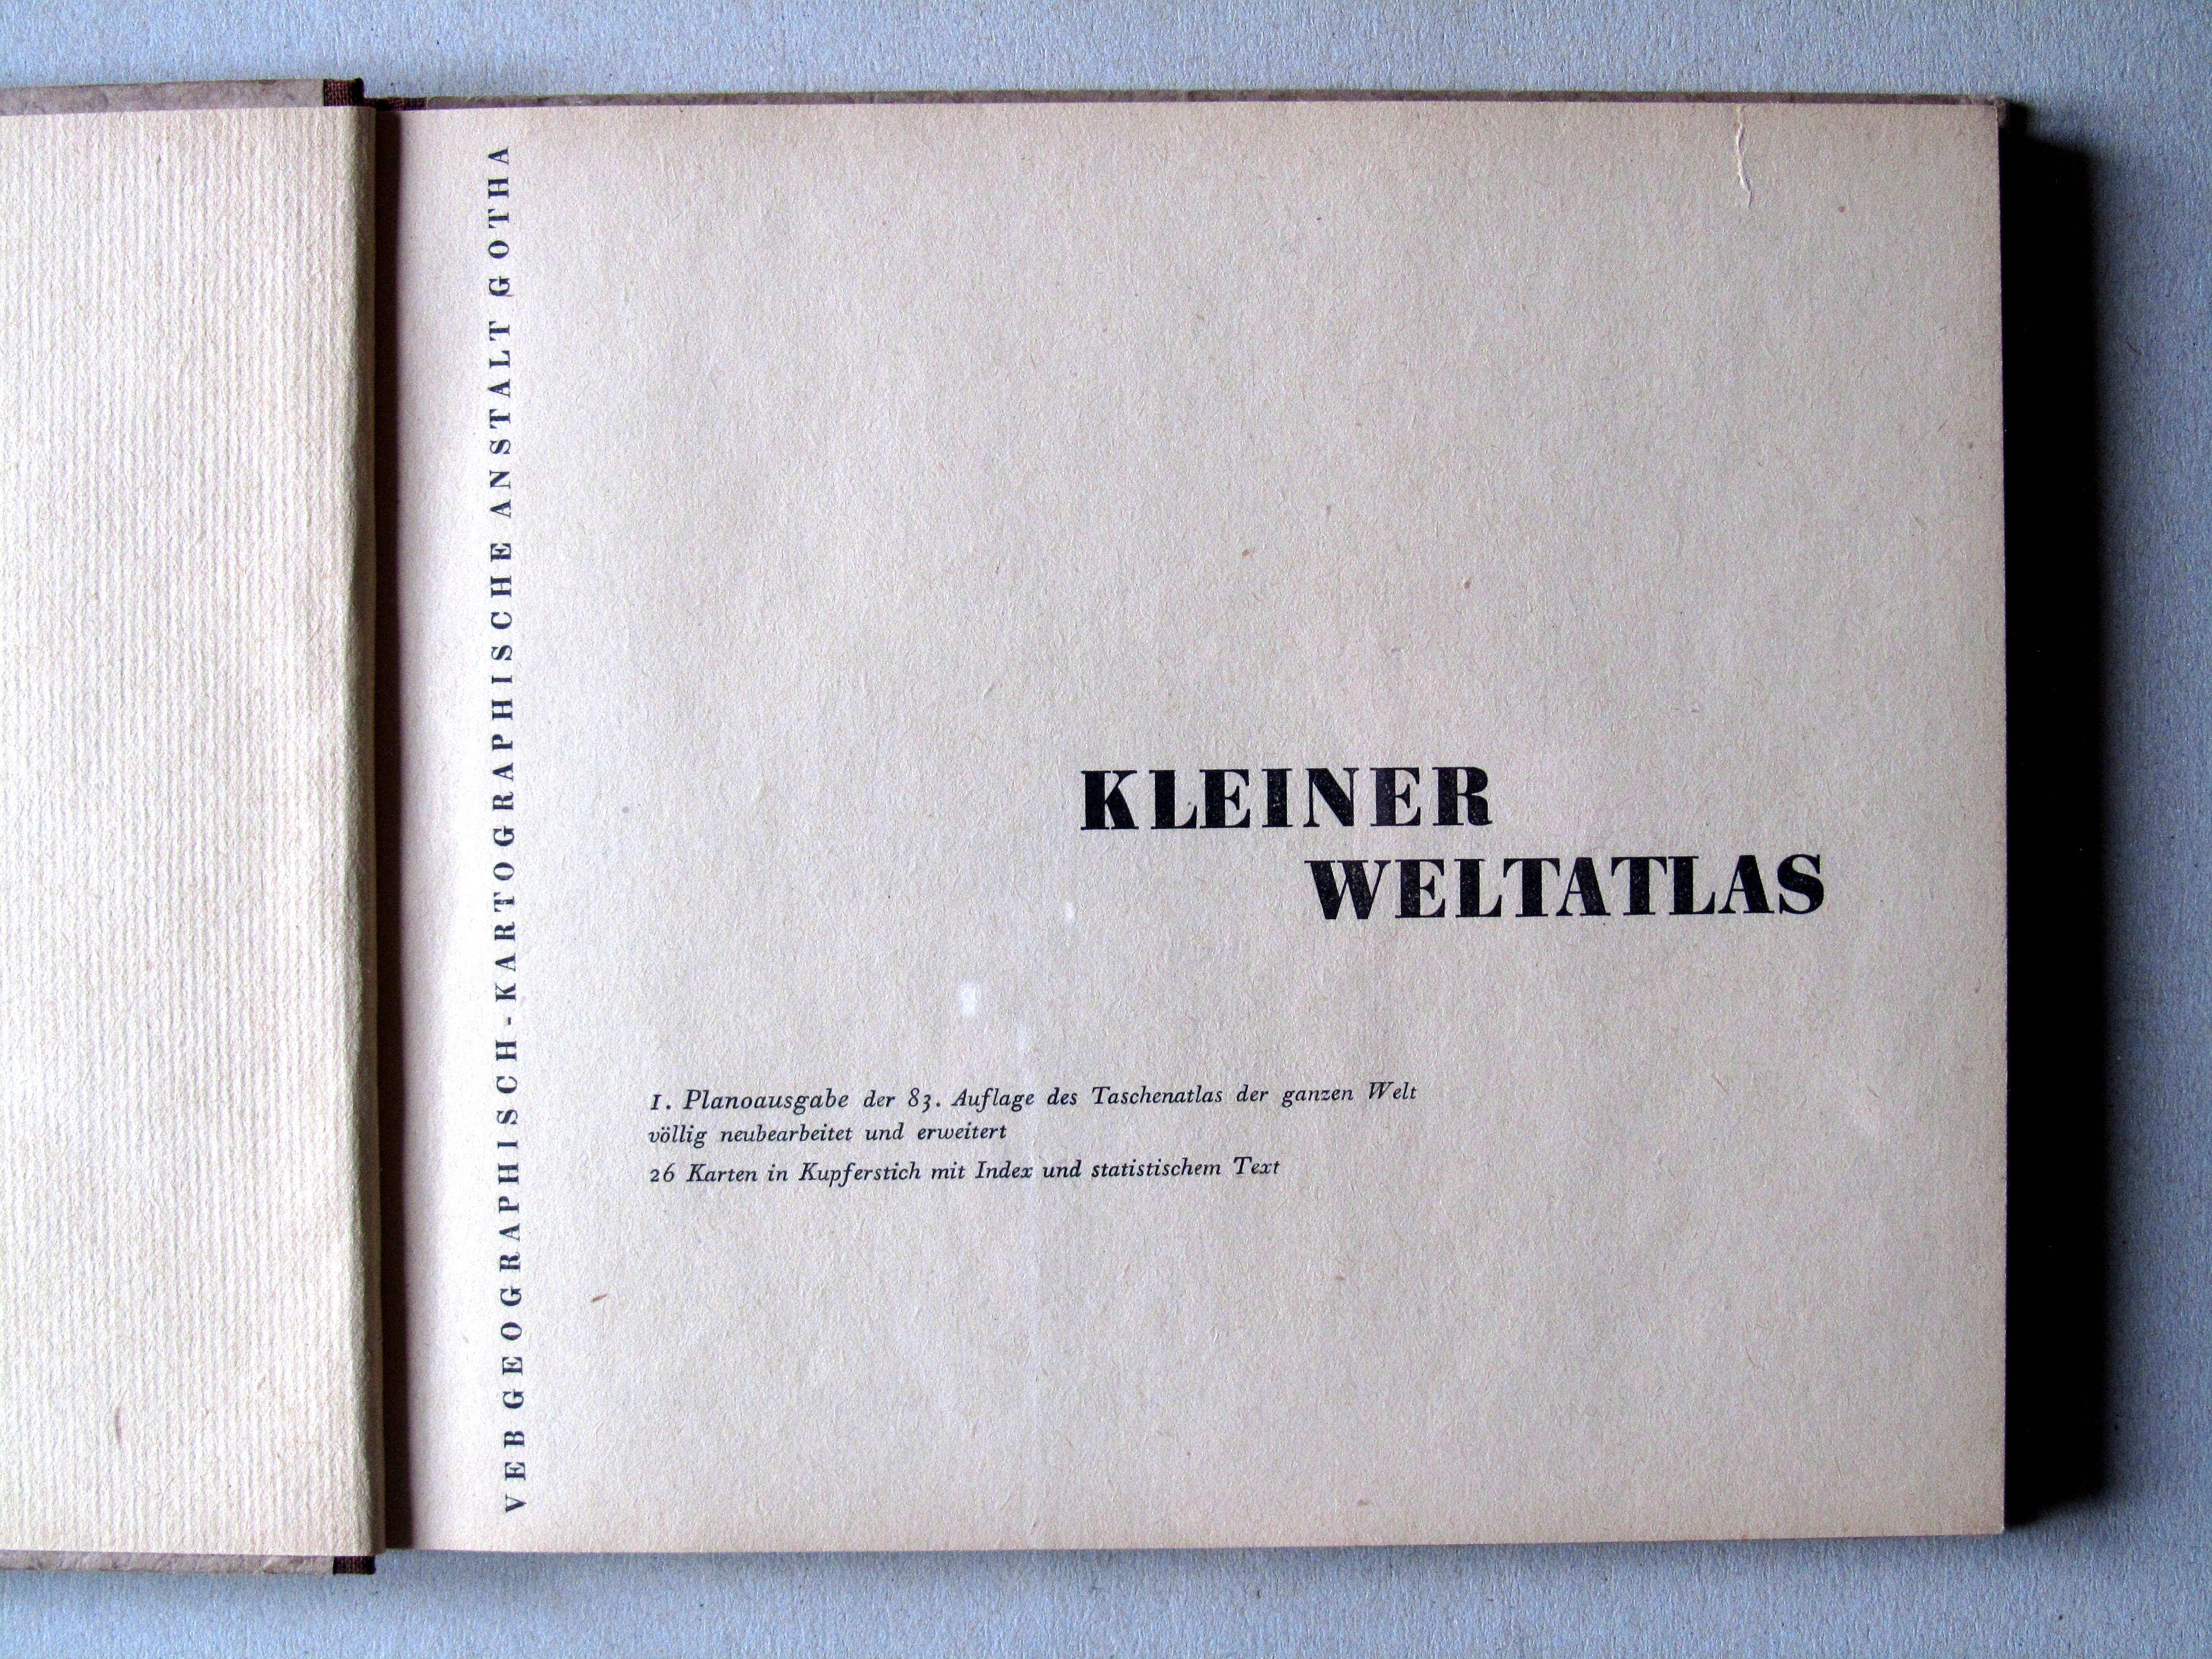 VEB GEOGRAPHISCH-KARTOGRAPHISCHE ANSTALT GOTHA
KLEINER
WELTATLAS
1. Planoausgabe der 83. Auflage des Taschenatlas der ganzen Welt
völlig neubearbeitet und erweitert
26 Karten in Kupferstich mit Index und statistischem Text